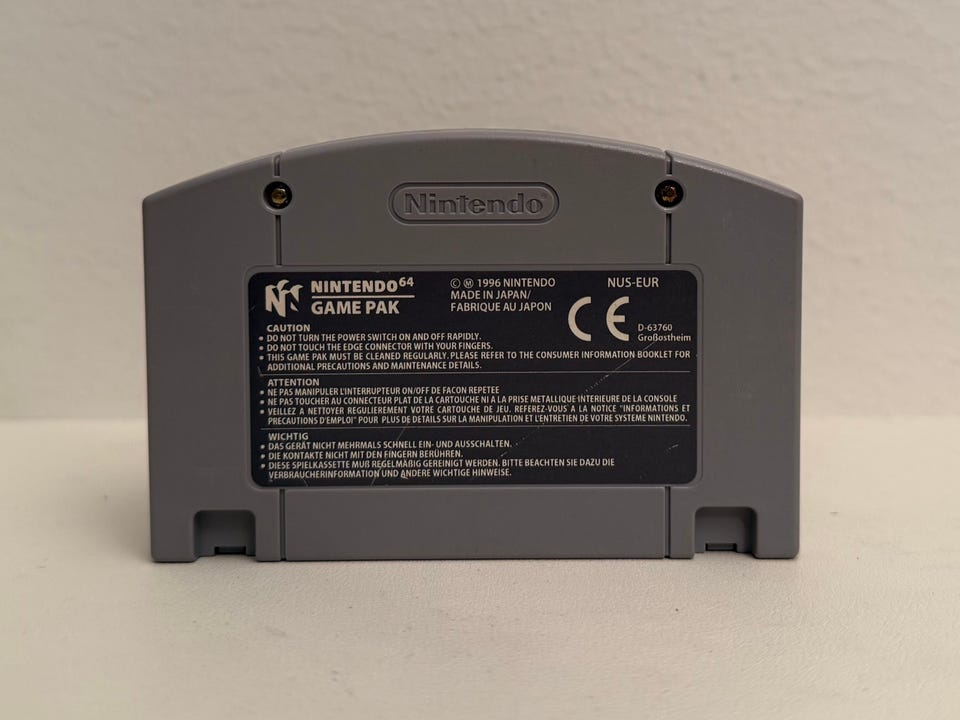 Nintendo
NINTENDO 64
GAME PAK
© Ⓜ 1996 NINTENDO
MADE IN JAPAN/
FABRIQUE AU JAPON
NUS-EUR
CE
D-63760
Großostheim
CAUTION
• DO NOT TURN THE POWER SWITCH ON AND OFF RAPIDLY.
• DO NOT TOUCH THE EDGE CONNECTOR WITH YOUR FINGERS.
• THIS GAME PAK MUST BE CLEANED REGULARLY. PLEASE REFER TO THE CONSUMER INFORMATION BOOKLET FOR
ADDITIONAL PRECAUTIONS AND MAINTENANCE DETAILS.
ATTENTION
• NE PAS MANIPULER L'INTERRUPTEUR ON/OFF DE FACON REPETEE
• NE PAS TOUCHER AU CONNECTEUR PLAT DE LA CARTOUCHE NI A LA PRISE METALLIQUE INTERIEURE DE LA CONSOLE
• VEILLEZ A NETTOYER REGULIEREMENT VOTRE CARTOUCHE DE JEU. REFEREZ-VOUS A LA NOTICE "INFORMATIONS ET
PRECAUTIONS D'EMPLOI" POUR PLUS DE DETAILS SUR LA MANIPULATION ET L'ENTRETIEN DE VOTRE SYSTEME NINTENDO.
WICHTIG
• DAS GERÄT NICHT MEHRMALS SCHNELL EIN- UND AUSSCHALTEN.
• DIE KONTAKTE NICHT MIT DEN FINGERN BERÜHREN.
• DIESE SPIELKASSETTE MUß REGELMÄßIG GEREINIGT WERDEN. BITTE BEACHTEN SIE DAZU DIE
VERBRAUCHERINFORMATION UND ANDERE WICHTIGE HINWEISE.